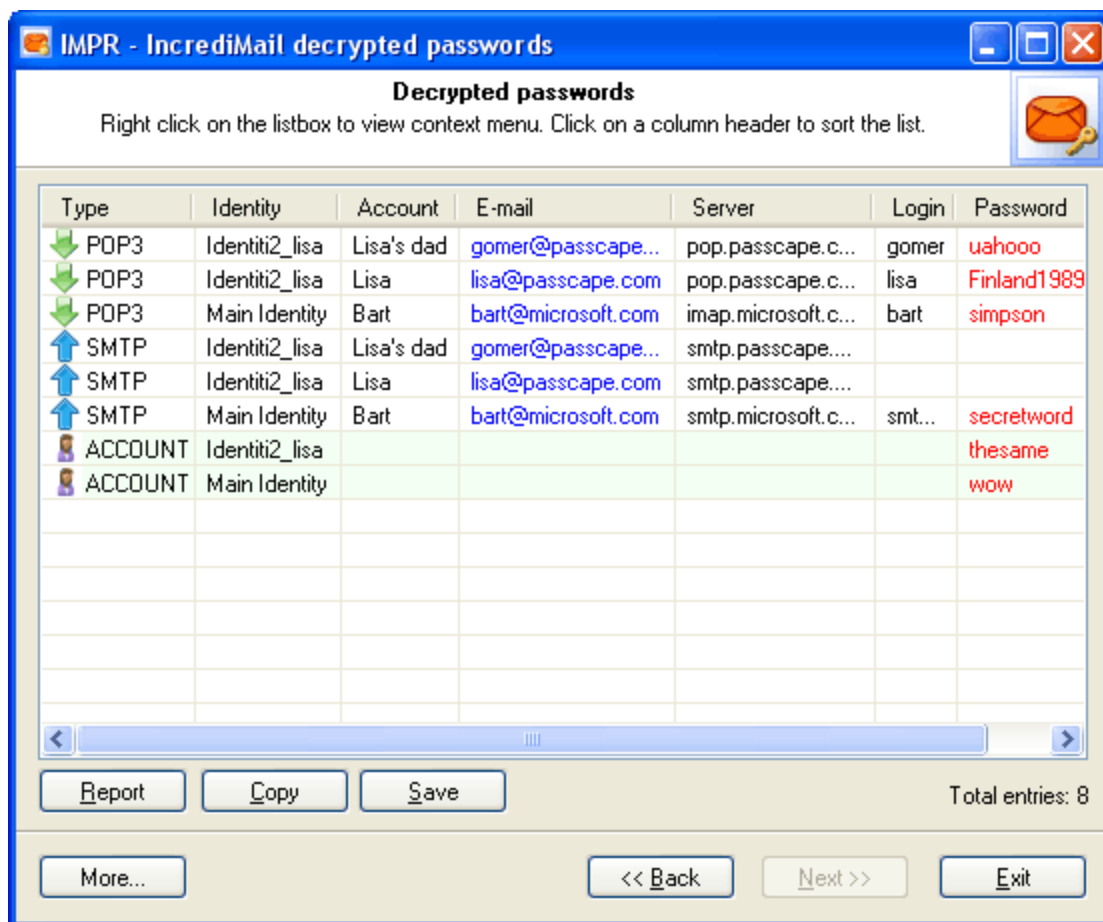 IMPR - IncrediMail decrypted passwords
Decrypted passwords
Right click on the listbox to view context menu. Click on a column header to sort the list.
Type Identity Account E-mail Server Login Password
POP3 Identiti2_lisa Lisa's dad gomer@passcape... pop.passcape.c... gomer uahooo
POP3 Identiti2_lisa Lisa lisa@passcape.com pop.passcape.c... lisa Finland1989
POP3 Main Identity Bart bart@microsoft.com imap.microsoft.c... bart simpson
SMTP Identiti2_lisa Lisa's dad gomer@passcape... smtp.passcape....
SMTP Identiti2_lisa Lisa lisa@passcape.com smtp.passcape....
SMTP Main Identity Bart bart@microsoft.com smtp.microsoft.c... smt... secretword
ACCOUNT Identiti2_lisa thesame
ACCOUNT Main Identity wow
Report Copy Save Total entries: 8
More... << Back Next >> Exit